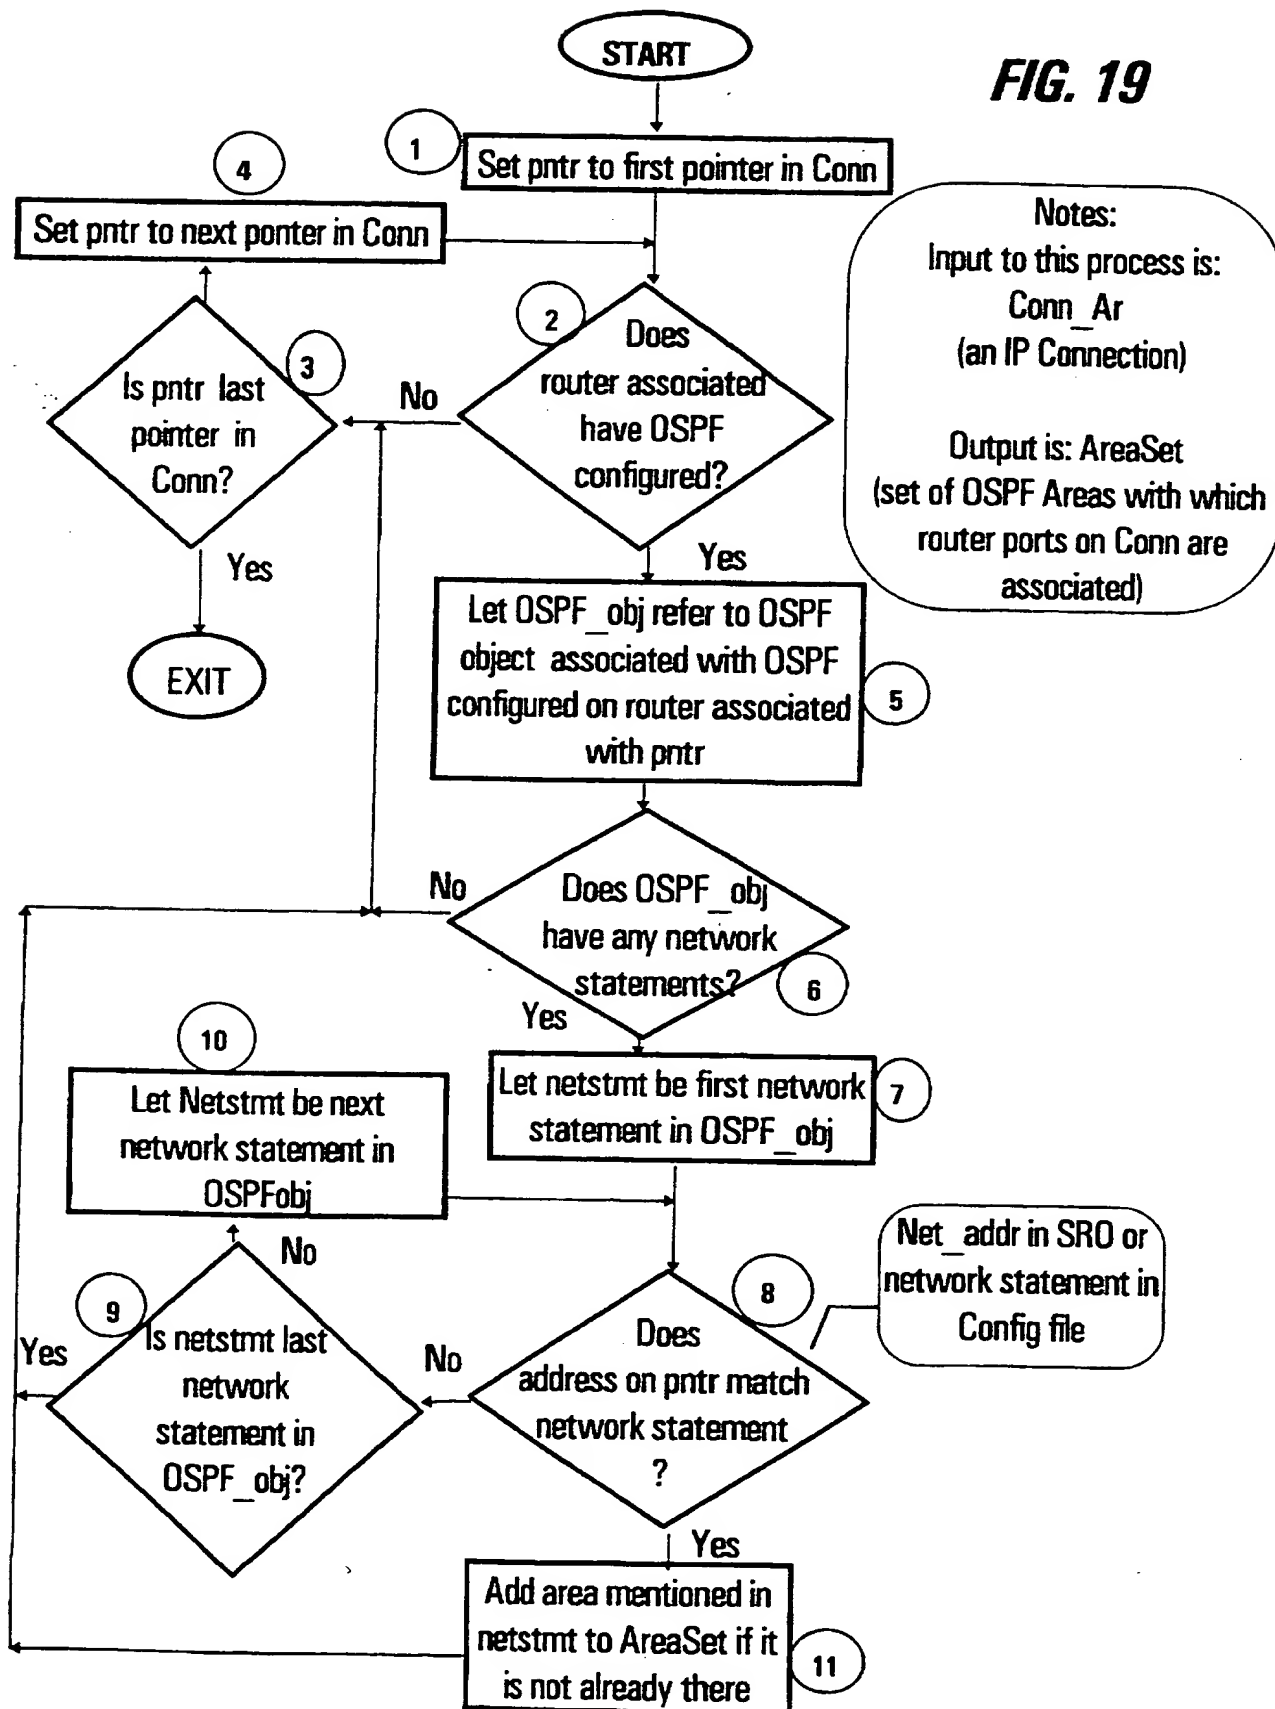 START
FIG. 19
1
Set pntr to first pointer in Conn
4
Set pntr to next ponter in Conn
Notes:
Input to this process is:
Conn_Ar
(an IP Connection)
Output is: AreaSet
(set of OSPF Areas with which
router ports on Conn are
associated)
2
Does
router associated
have OSPF
configured?
No
Yes
3
Is pntr last
pointer in
Conn?
Yes
EXIT
Let OSPF_obj refer to OSPF
object associated with OSPF
configured on router associated
with pntr
5
No
Does OSPF_obj
have any network
statements?
6
Yes
10
Let Netstmt be next
network statement in
OSPFobj
Let netstmt be first network
statement in OSPF_obj
7
Net_addr in SRO or
network statement in
Config file
No
9
Yes
Is netstmt last
network
statement in
OSPF_obj?
8
No
Does
address on pntr match
network statement
?
Yes
Add area mentioned in
netstmt to AreaSet if it
is not already there
11